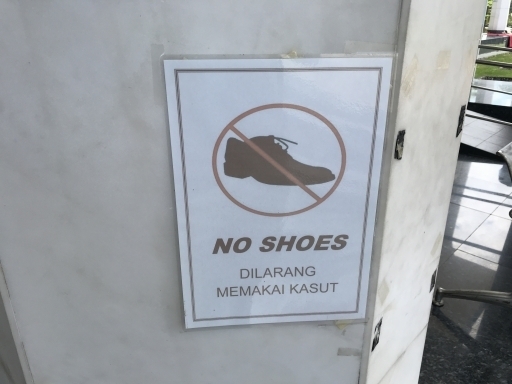 NO SHOES
DILARANG
MEMAKAI KASUT